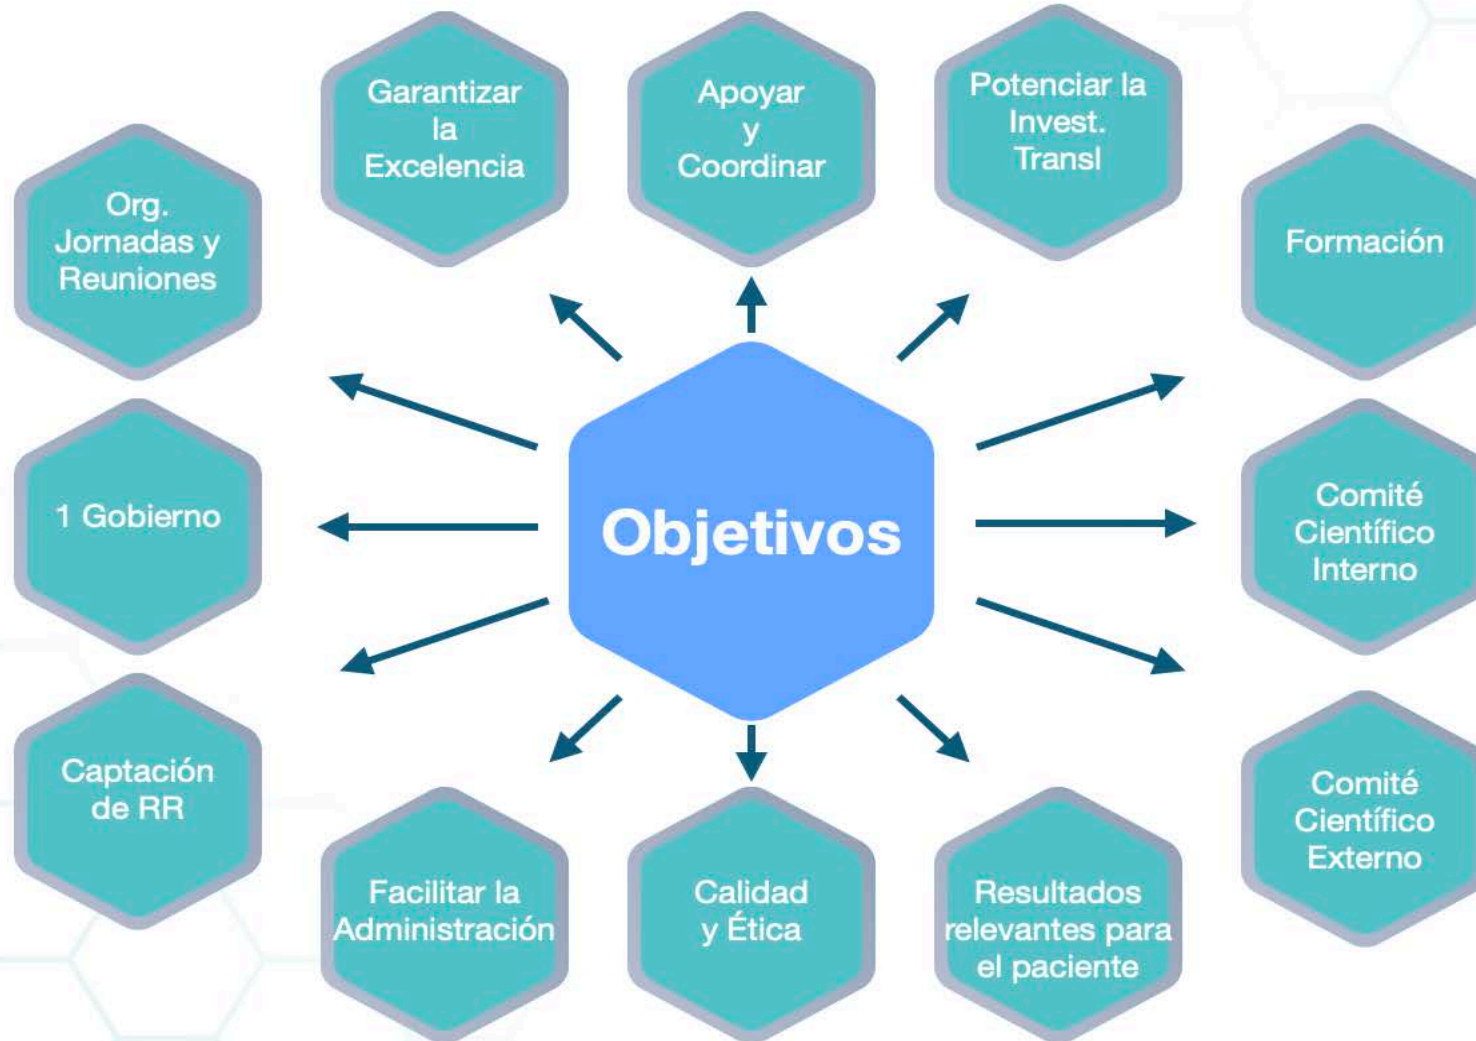 Garantizar
la
Excelencia
Apoyar
y
Coordinar
Potenciar la
Invest.
Transl
Org.
Jornadas y
Reuniones
Formación
1 Gobierno
Objetivos
Comité
Científico
Interno
Captación
de RR
Comité
Científico
Externo
Facilitar la
Administración
Calidad
y Ética
Resultados
relevantes para
el paciente